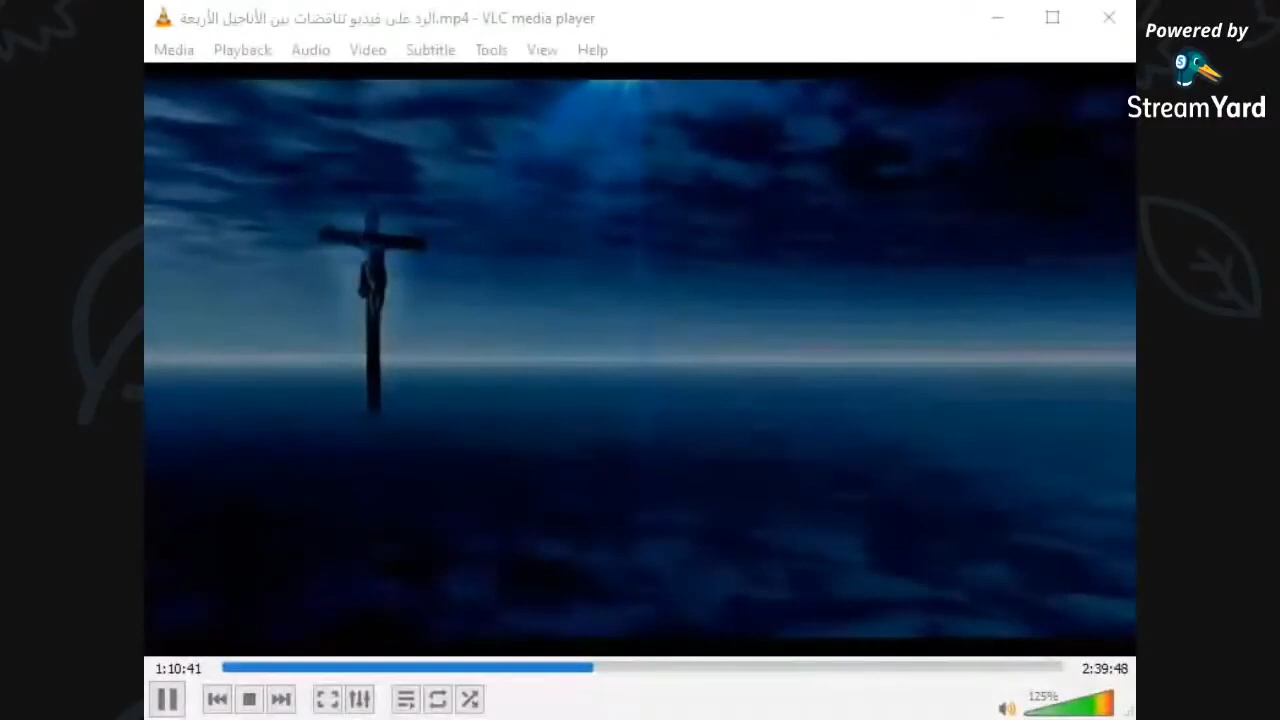 الرد على فيديو تناقضات بين الأناجيل الأربعة.mp4 - VLC media player
Powered by
StreamYard
Media Playback Audio Video Subtitle Tools View Help
1:10:41
2:39:48
125%